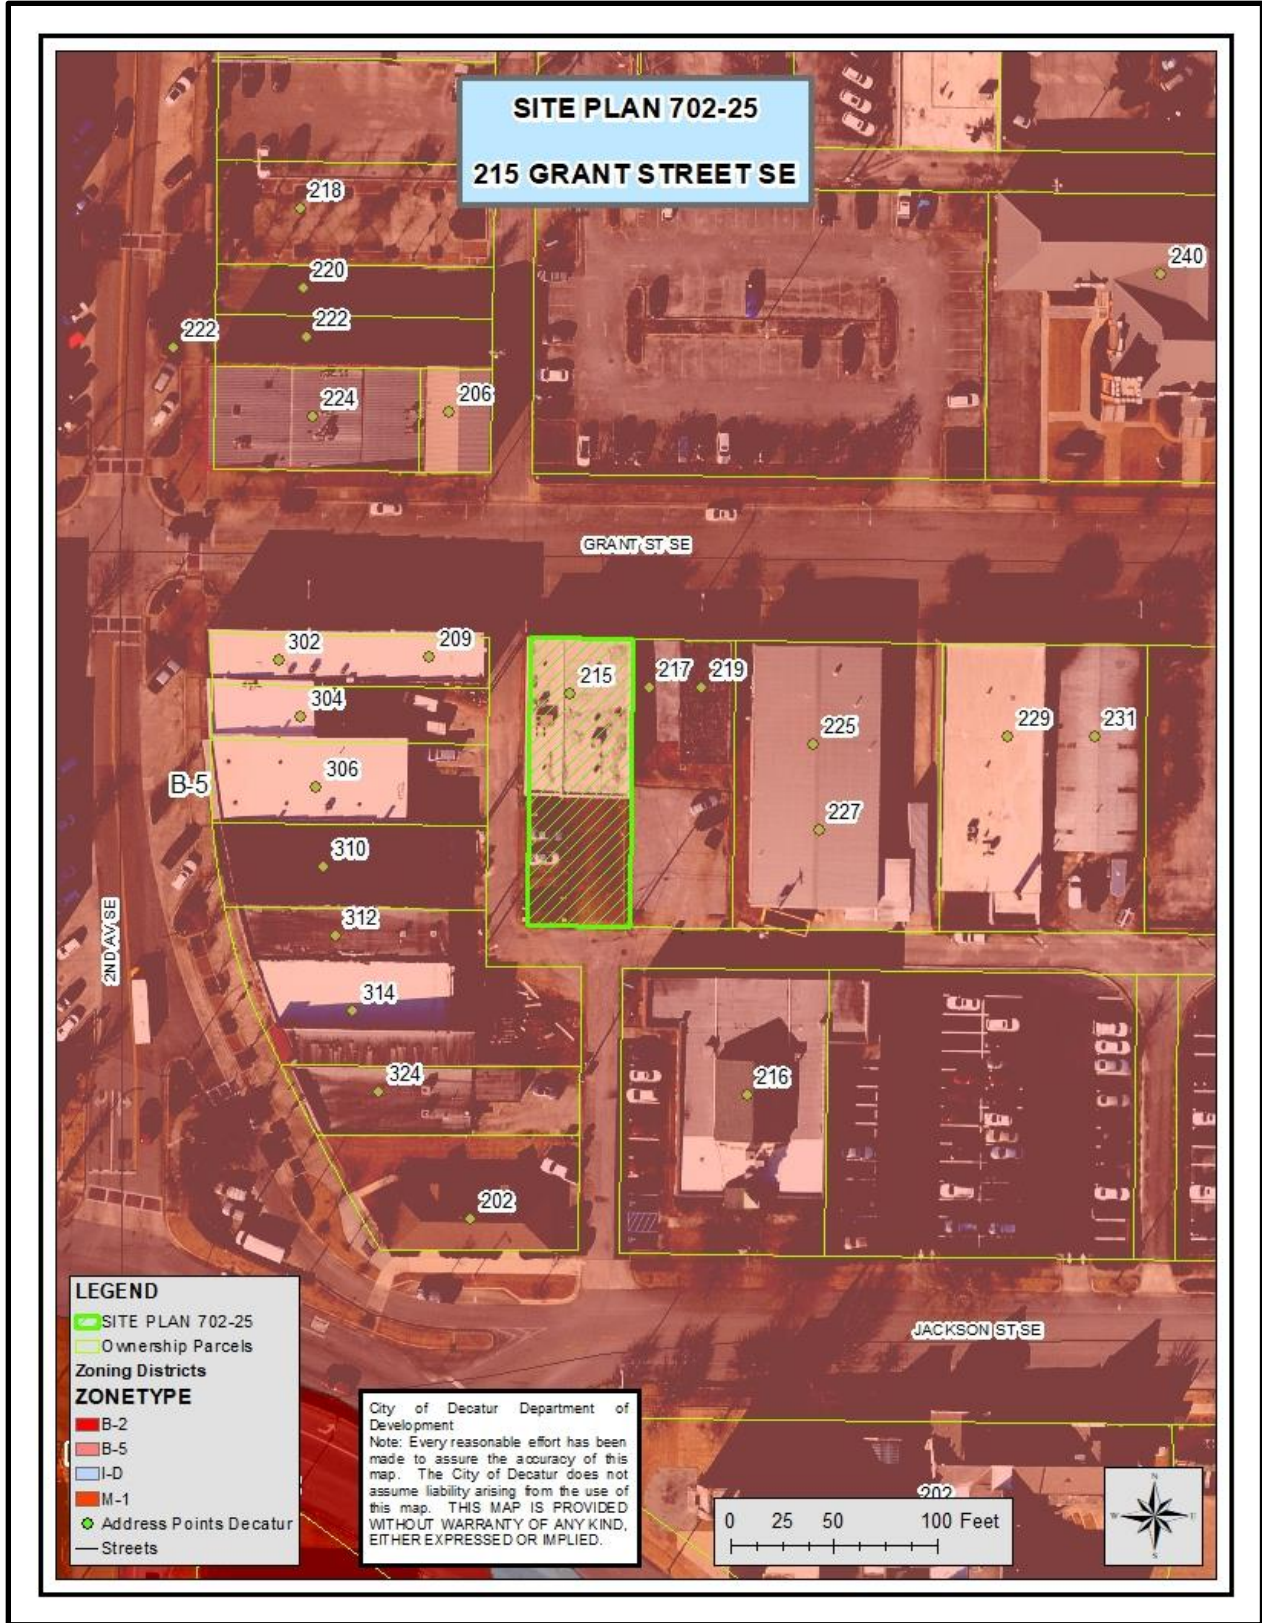 SITE PLAN 702-25
215 GRANT STREET SE
218
240
220
222
222
224
206
GRANT ST SE
302
209
215
217
219
304
225
229
231
306
B-5
227
310
312
2ND AV SE
314
324
216
202
LEGEND
SITE PLAN 702-25
Ownership Parcels
Zoning Districts
ZONETYPE
B-2
B-5
I-D
M-1
Address Points Decatur
Streets
JACKSON ST SE
City of Decatur Department of
Development
Note: Every reasonable effort has been
made to assure the accuracy of this
map. The City of Decatur does not
assume liability arising from the use of
this map. THIS MAP IS PROVIDED
WITHOUT WARRANTY OF ANY KIND,
EITHER EXPRESSED OR IMPLIED.
202
0 25 50 100 Feet
N
W
S